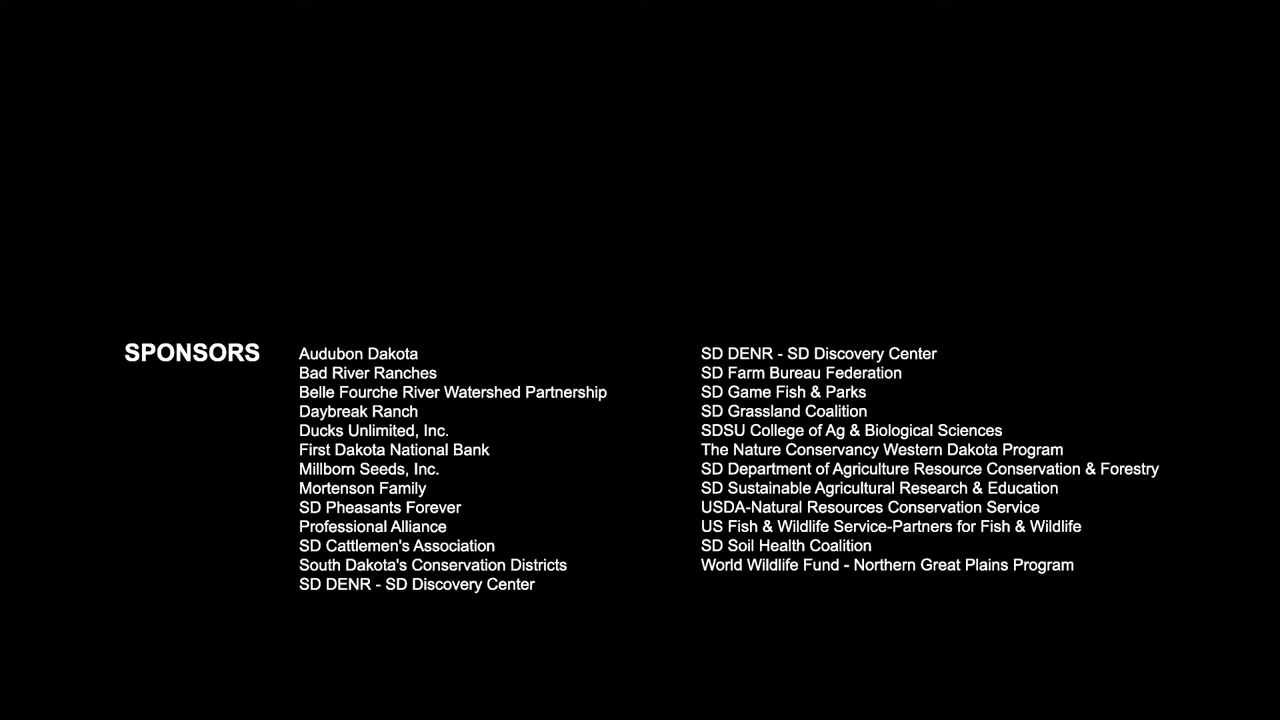 SPONSORS
Audubon Dakota
Bad River Ranches
Belle Fourche River Watershed Partnership
Daybreak Ranch
Ducks Unlimited, Inc.
First Dakota National Bank
Millborn Seeds, Inc.
Mortenson Family
SD Pheasants Forever
Professional Alliance
SD Cattlemen's Association
South Dakota's Conservation Districts
SD DENR - SD Discovery Center
SD DENR - SD Discovery Center
SD Farm Bureau Federation
SD Game Fish & Parks
SD Grassland Coalition
SDSU College of Ag & Biological Sciences
The Nature Conservancy Western Dakota Program
SD Department of Agriculture Resource Conservation & Forestry
SD Sustainable Agricultural Research & Education
USDA-Natural Resources Conservation Service
US Fish & Wildlife Service-Partners for Fish & Wildlife
SD Soil Health Coalition
World Wildlife Fund - Northern Great Plains Program